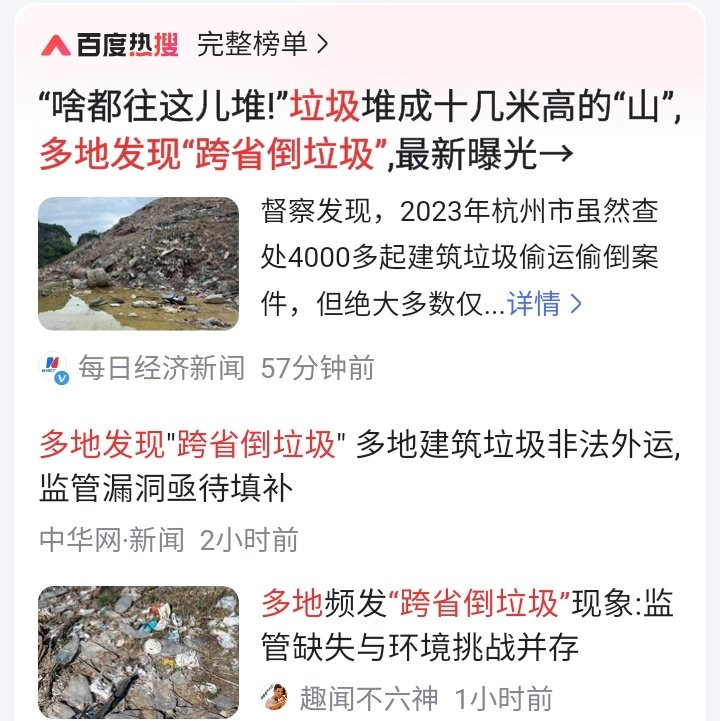 百度热搜 完整榜单 >
“啥都往这儿堆!”垃圾堆成十几米高的“山”,
多地发现“跨省倒垃圾”,最新曝光→
督察发现，2023年杭州市虽然查
处4000多起建筑垃圾偷运偷倒案
件，但绝大多数仅...详情 >
每日经济新闻 57分钟前
多地发现"跨省倒垃圾" 多地建筑垃圾非法外运,
监管漏洞亟待填补
中华网·新闻 2小时前
多地频发“跨省倒垃圾”现象:监
管缺失与环境挑战并存
趣闻不六神 1小时前